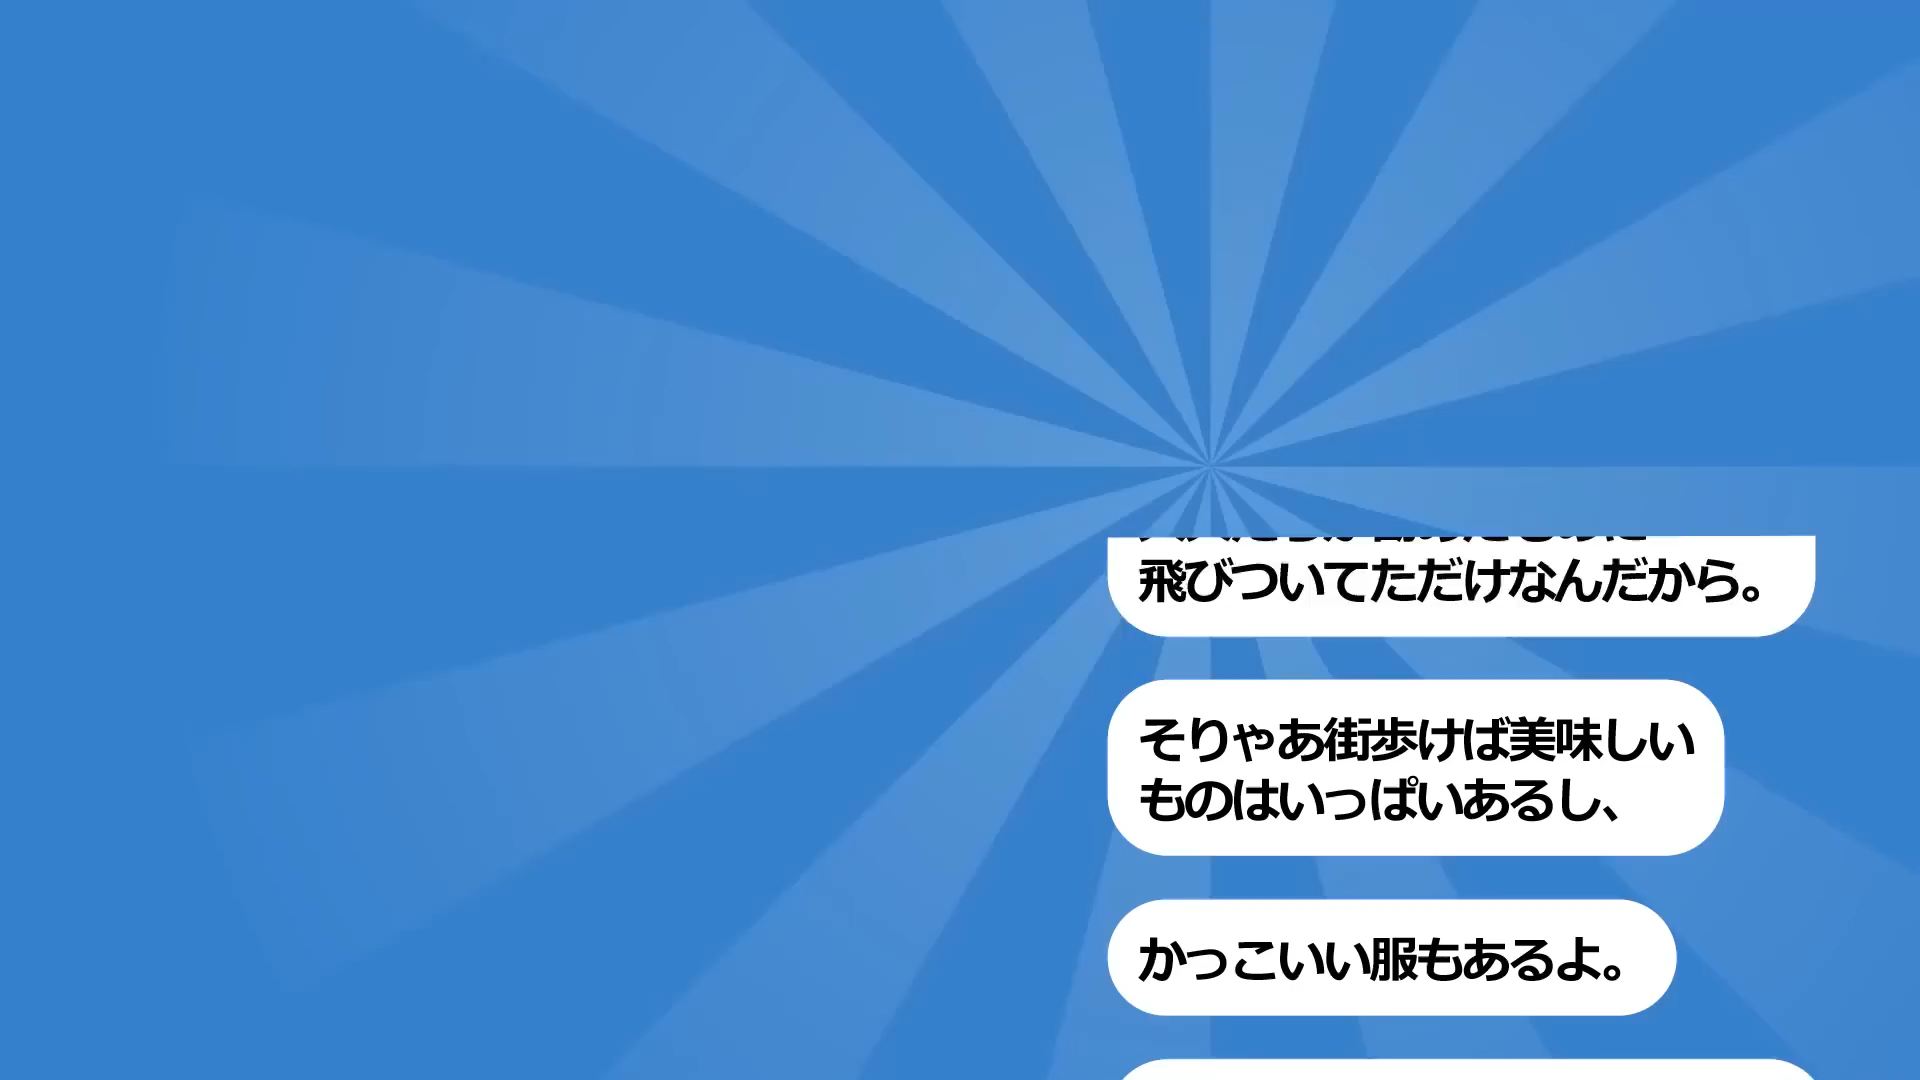 飛びついてただけなんだから。
そりゃあ街歩けば美味しい
ものはいっぱいあるし、
かっこいい服もあるよ。